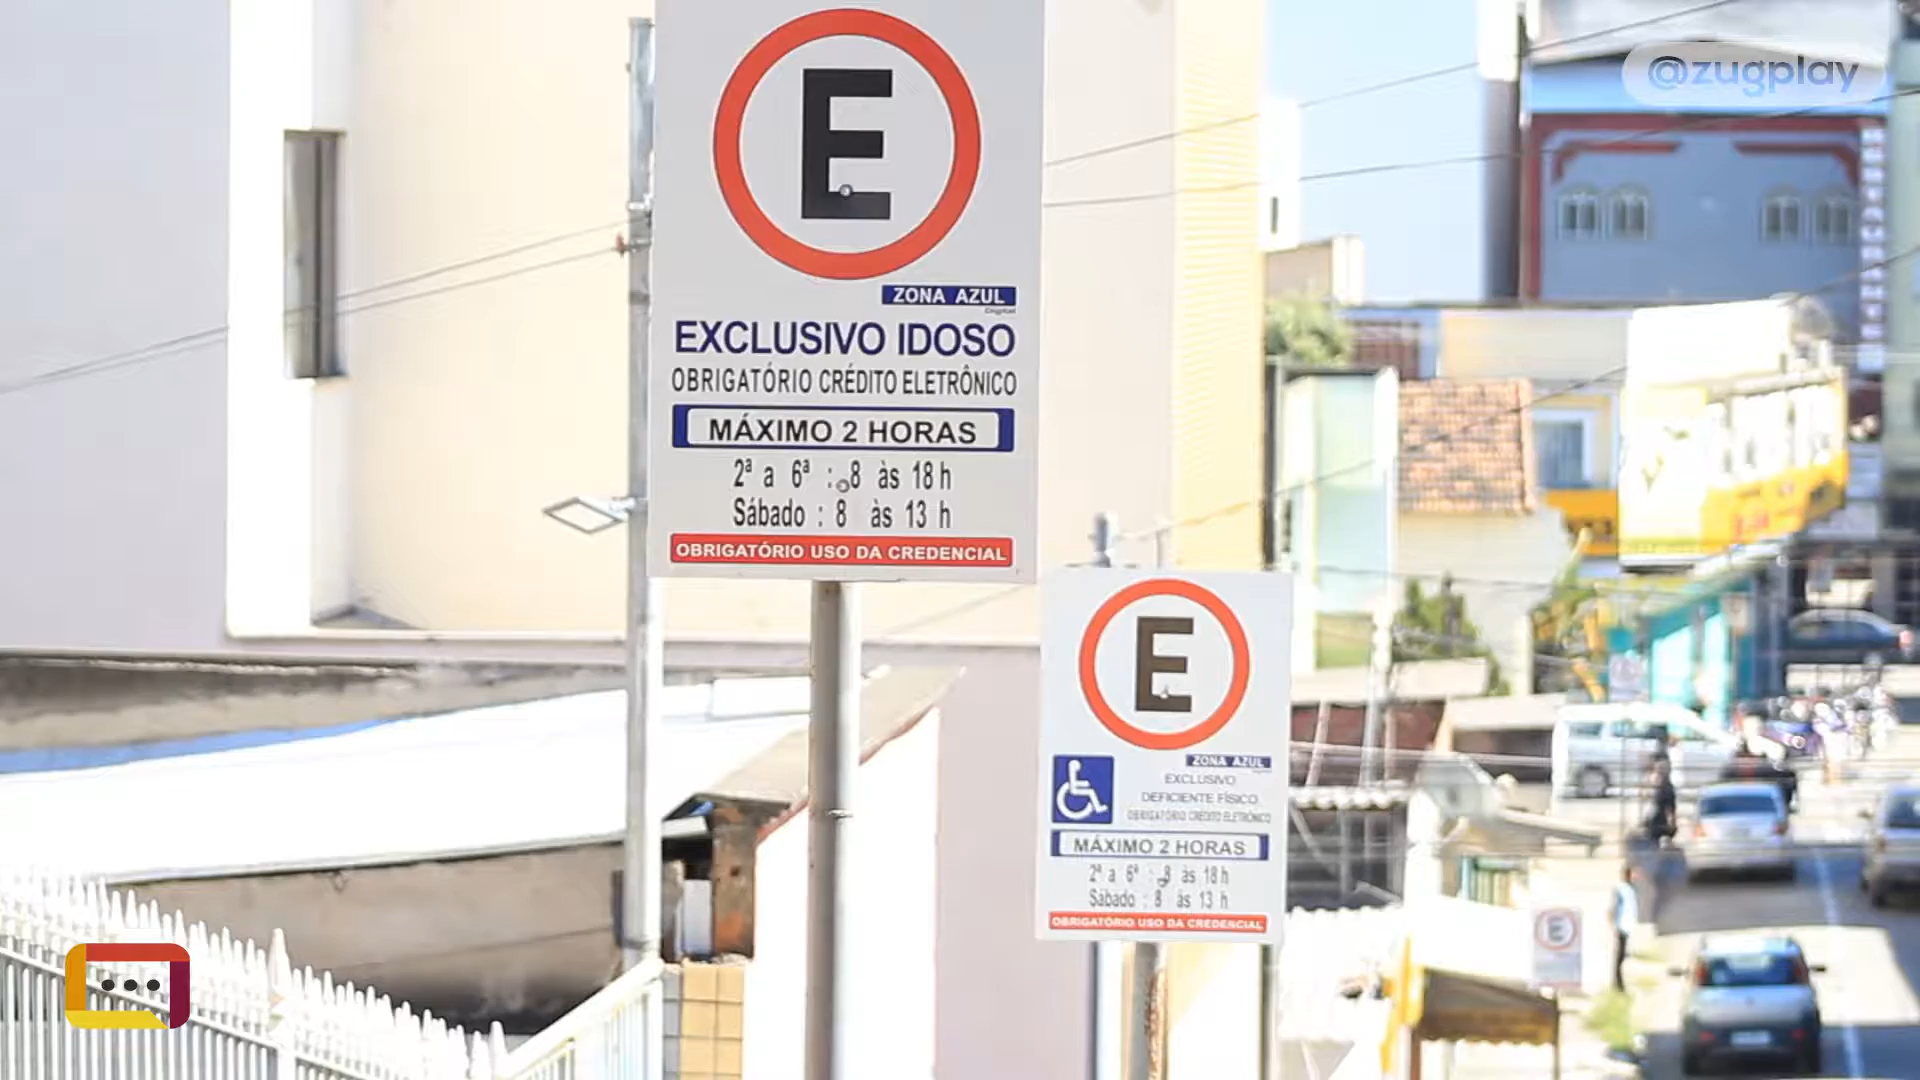 @zugplay
E
ZONA AZUL
Digital
EXCLUSIVO IDOSO
OBRIGATÓRIO CRÉDITO ELETRÔNICO
MÁXIMO 2 HORAS
2ª a 6ª : 8 às 18 h
Sábado : 8 às 13 h
OBRIGATÓRIO USO DA CREDENCIAL
E
ZONA AZUL
EXCLUSIVO
DEFICIENTE FÍSICO
OBRIGATÓRIO CRÉDITO ELETRÔNICO
MÁXIMO 2 HORAS
2ª a 6ª : 8 às 18 h
Sábado : 8 às 13 h
OBRIGATÓRIO USO DA CREDENCIAL
E